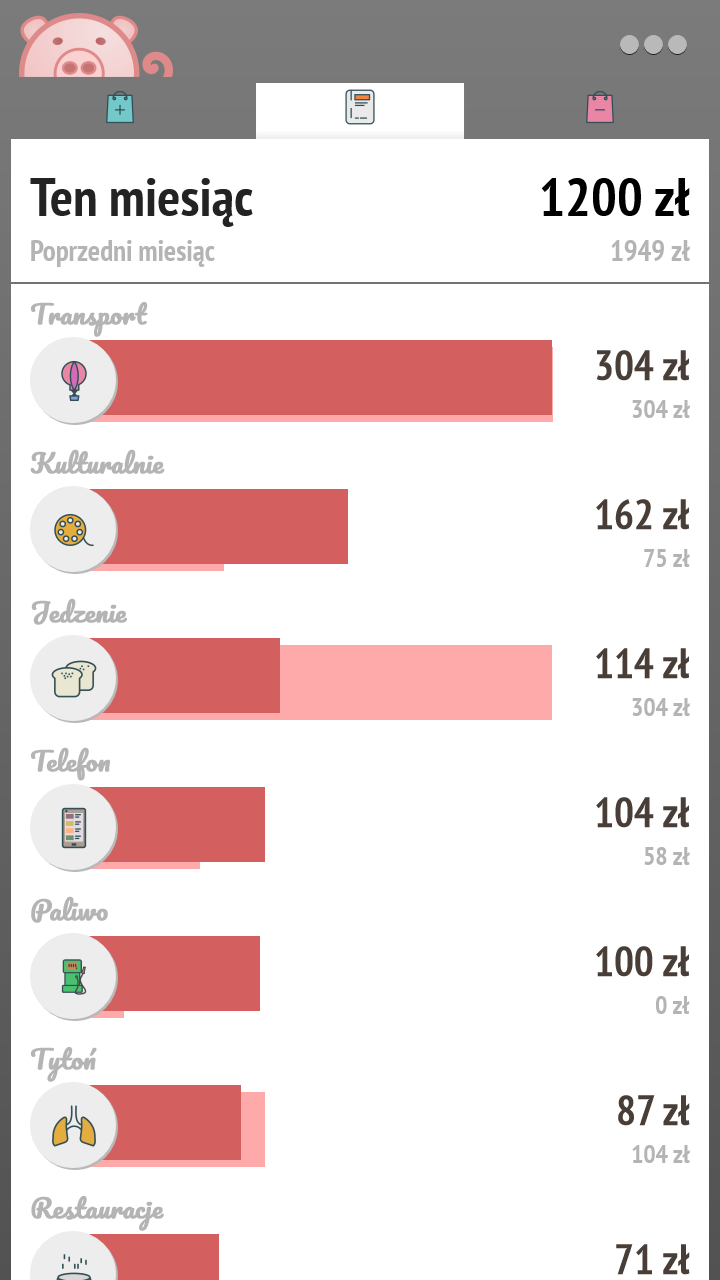 Ten miesiąc 1200 zł
Poprzedni miesiąc 1949 zł
Transport
304 zł
304 zł
Kulturalnie
162 zł
75 zł
Jedzenie
114 zł
304 zł
Telefon
104 zł
58 zł
Paliwo
100 zł
0 zł
Tytoń
87 zł
104 zł
Restauracje
71 zł